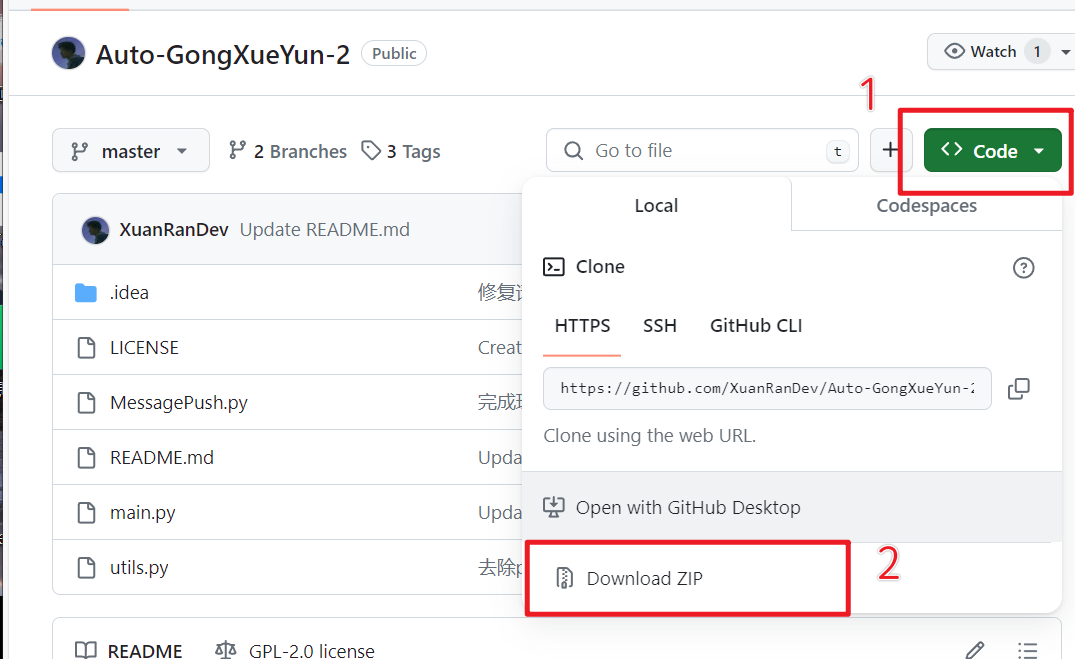 Auto-GongXueYun-2 Public
Watch 1
1
master 2 Branches 3 Tags Go to file t + <> Code
Local Codespaces
XuanRanDev Update README.md
Clone
.idea 修复
HTTPS SSH GitHub CLI
LICENSE Creat
https://github.com/XuanRanDev/Auto-GongXueYun-2
MessagePush.py 完成
Clone using the web URL.
README.md Upda
Open with GitHub Desktop
main.py Upda
2
utils.py 去除p
Download ZIP
README GPL-2.0 license